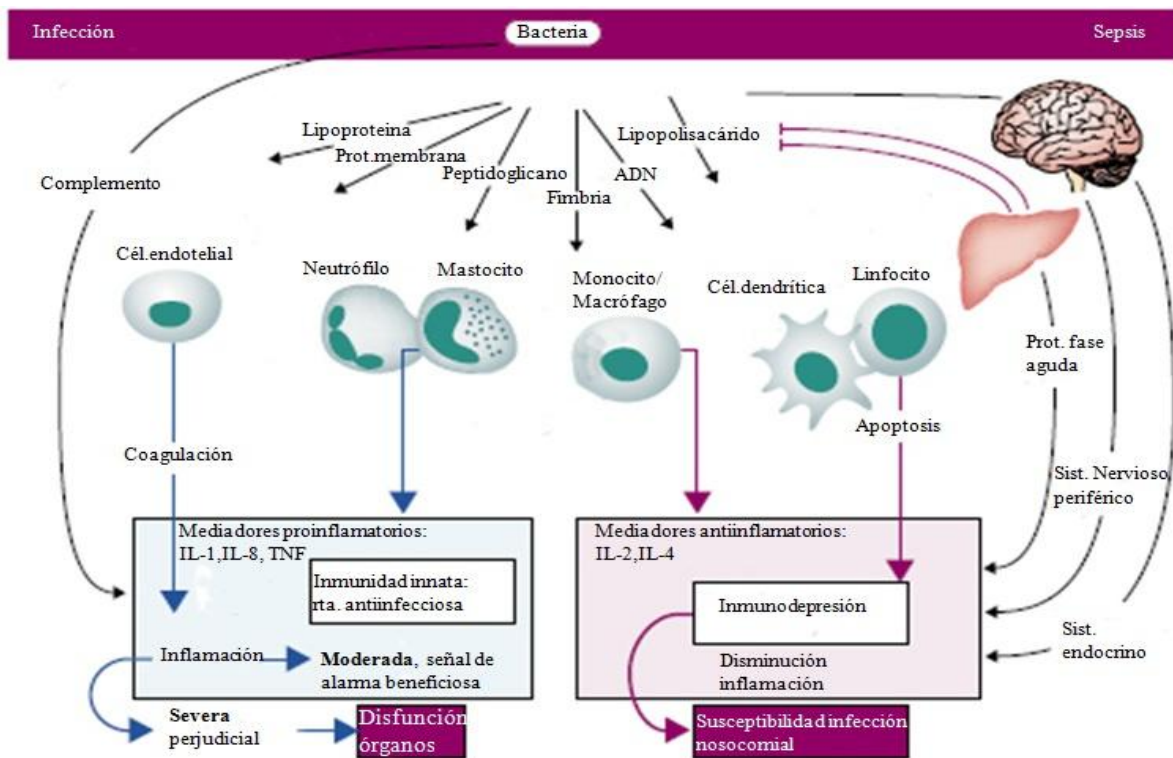 Infección
Bacteria
Sepsis
Lipoproteina
Prot.membrana
Peptidoglicano
Fimbria
ADN
Lipopolisacárido
Complemento
Cél.endotelial
Neutrófilo
Mastocito
Monocito/
Macrófago
Cél.dendrítica
Linfocito
Prot. fase
aguda
Coagulación
Apoptosis
Sist. Nervioso
periférico
Mediadores proinflamatorios:
IL-1,IL-8, TNF
Inmunidad innata:
rta. antiinfecciosa
Inflamación
Moderada, señal de
alarma beneficiosa
Severa
perjudicial
Disfunción
órganos
Mediadores antiinflamatorios:
IL-2,IL-4
Inmunodepresión
Disminución
inflamación
Susceptibilidad infección
nosocomial
Sist.
endocrino